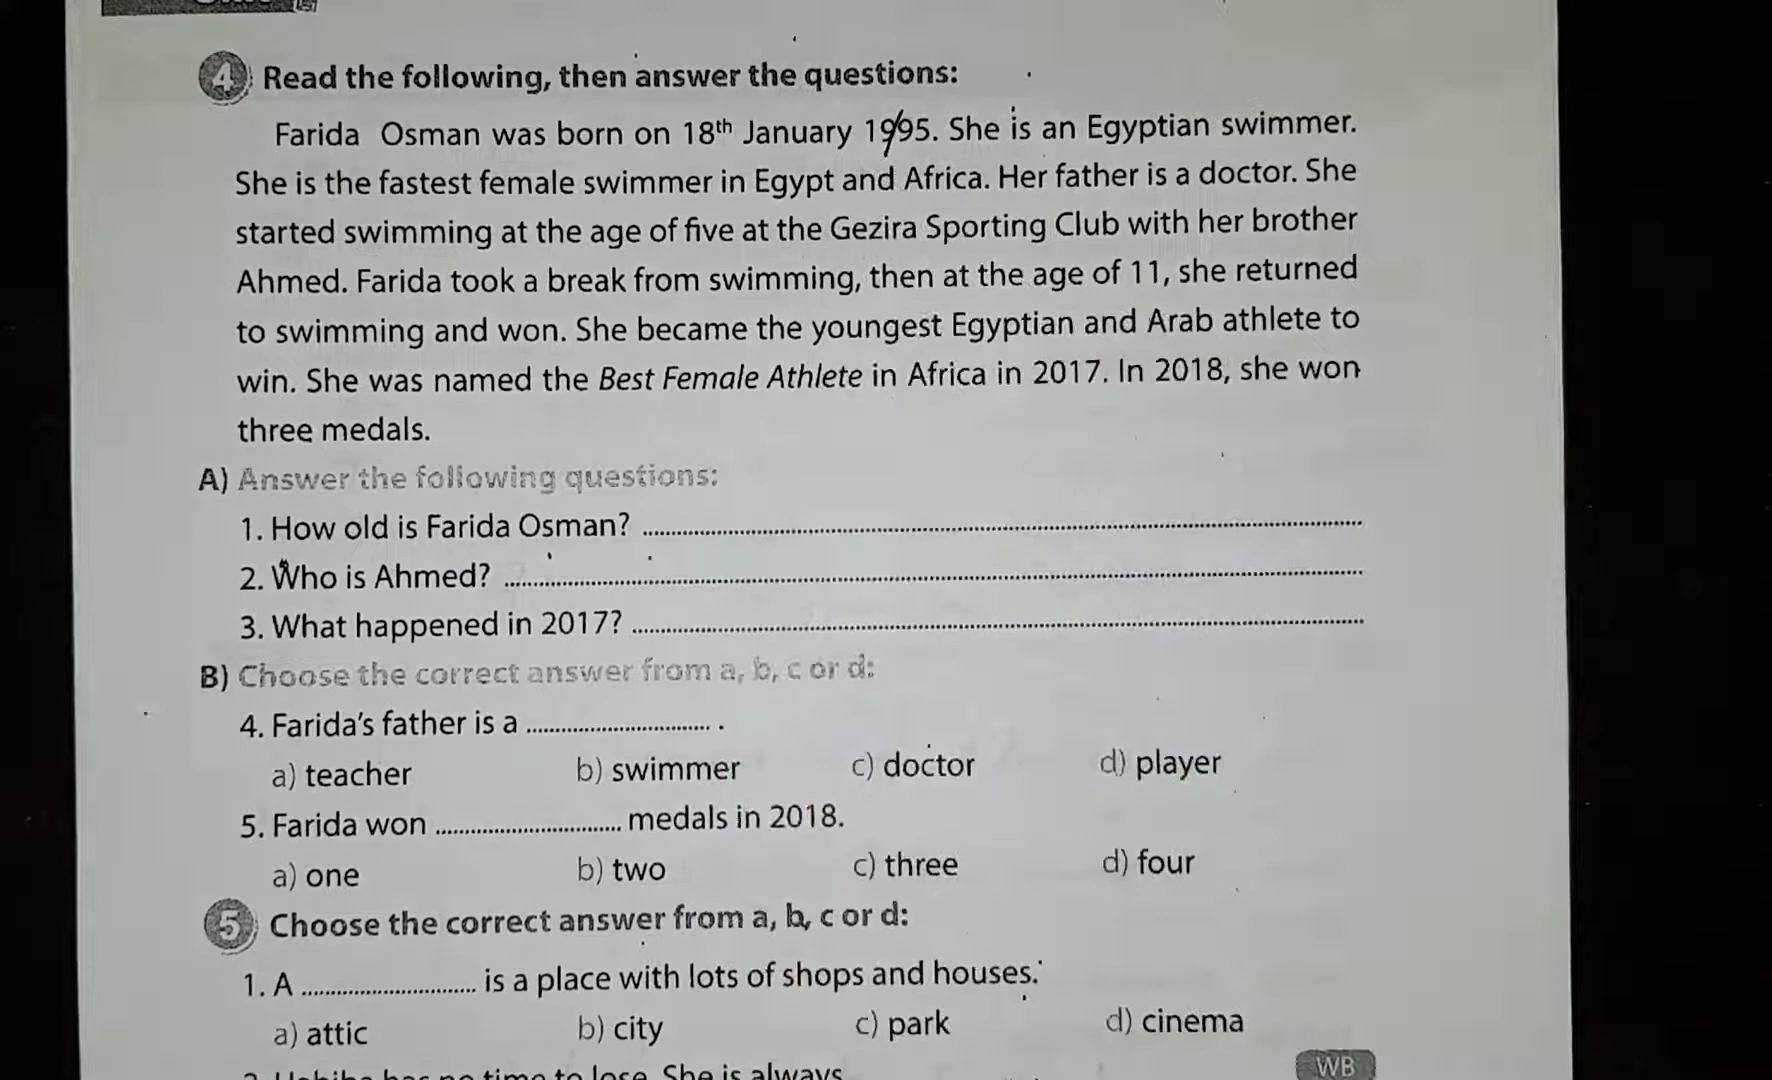 4 Read the following, then answer the questions:
Farida Osman was born on 18th January 1995. She is an Egyptian swimmer.
She is the fastest female swimmer in Egypt and Africa. Her father is a doctor. She
started swimming at the age of five at the Gezira Sporting Club with her brother
Ahmed. Farida took a break from swimming, then at the age of 11, she returned
to swimming and won. She became the youngest Egyptian and Arab athlete to
win. She was named the Best Female Athlete in Africa in 2017. In 2018, she won
three medals.
A) Answer the following questions:
1. How old is Farida Osman? ........................
2. Who is Ahmed? ........................
3. What happened in 2017? ........................
B) Choose the correct answer from a, b, c or d:
4. Farida's father is a ........................ .
a) teacher b) swimmer c) doctor d) player
5. Farida won ........................ medals in 2018.
a) one b) two c) three d) four
5 Choose the correct answer from a, b, c or d:
1. A ........................ is a place with lots of shops and houses.
a) attic b) city c) park d) cinema
has no time to lose. She is always
WB